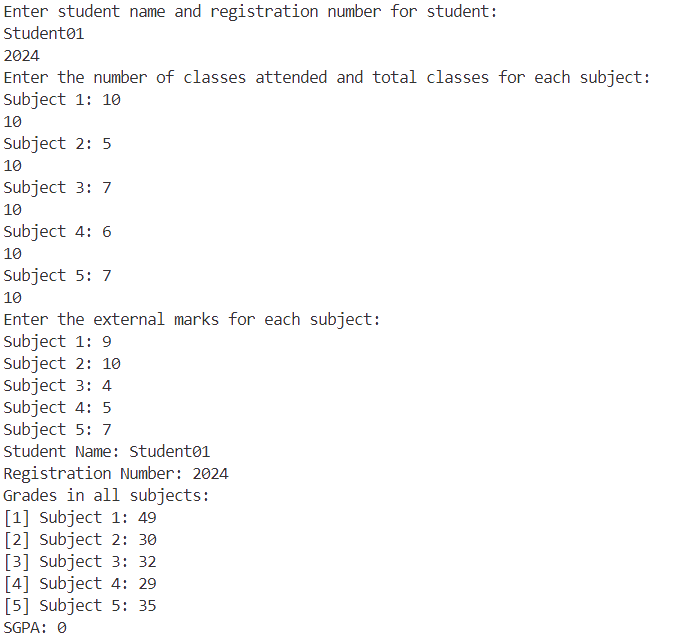 Enter student name and registration number for student:
Student01
2024
Enter the number of classes attended and total classes for each subject:
Subject 1: 10
10
Subject 2: 5
10
Subject 3: 7
10
Subject 4: 6
10
Subject 5: 7
10
Enter the external marks for each subject:
Subject 1: 9
Subject 2: 10
Subject 3: 4
Subject 4: 5
Subject 5: 7
Student Name: Student01
Registration Number: 2024
Grades in all subjects:
[1] Subject 1: 49
[2] Subject 2: 30
[3] Subject 3: 32
[4] Subject 4: 29
[5] Subject 5: 35
SGPA: 0